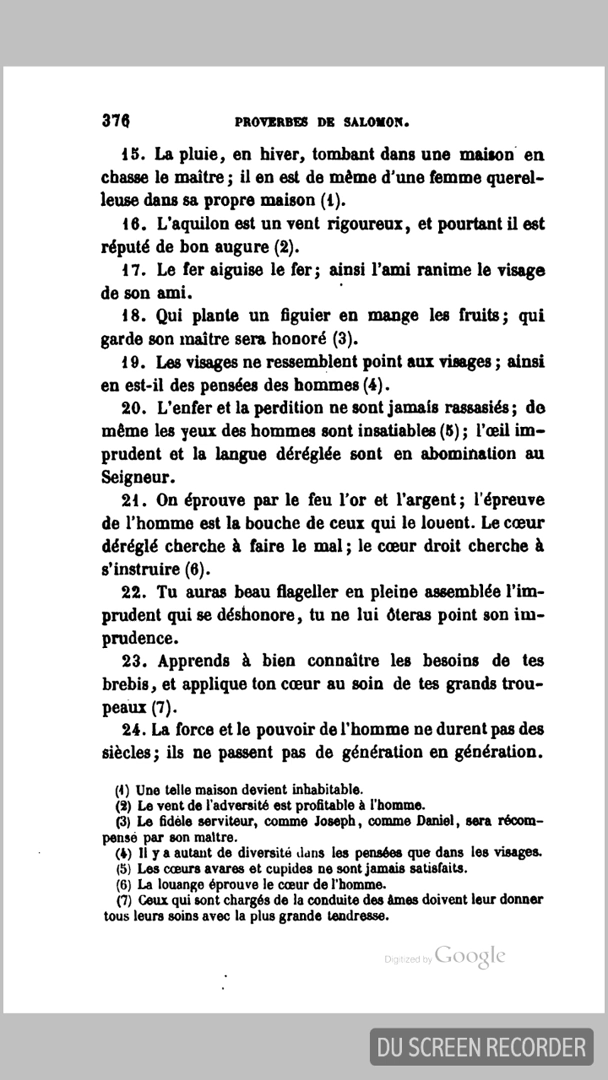 376 PROVERBES DE SALOMON.
15. La pluie, en hiver, tombant dans une maison en
chasse le maître ; il en est de même d'une femme querel-
leuse dans sa propre maison (1).
16. L'aquilon est un vent rigoureux, et pourtant il est
réputé de bon augure (2).
17. Le fer aiguise le fer ; ainsi l'ami ranime le visage
de son ami.
18. Qui plante un figuier en mange les fruits ; qui
garde son maître sera honoré (3).
19. Les visages ne ressemblent point aux visages ; ainsi
en est-il des pensées des hommes (4).
20. L'enfer et la perdition ne sont jamais rassasiés ; de
même les yeux des hommes sont insatiables (5) ; l'œil im-
prudent et la langue déréglée sont en abomination au
Seigneur.
21. On éprouve par le feu l'or et l'argent ; l'épreuve
de l'homme est la bouche de ceux qui le louent. Le cœur
déréglé cherche à faire le mal ; le cœur droit cherche à
s'instruire (6).
22. Tu auras beau flageller en pleine assemblée l'im-
prudent qui se déshonore, tu ne lui ôteras point son im-
prudence.
23. Apprends à bien connaître les besoins de tes
brebis, et applique ton cœur au soin de tes grands trou-
peaux (7).
24. La force et le pouvoir de l'homme ne durent pas des
siècles ; ils ne passent pas de génération en génération.
(1) Une telle maison devient inhabitable.
(2) Le vent de l'adversité est profitable à l'homme.
(3) Le fidèle serviteur, comme Joseph, comme Daniel, sera récom-
pensé par son maître.
(4) Il y a autant de diversité dans les pensées que dans les visages.
(5) Les cœurs avares et cupides ne sont jamais satisfaits.
(6) La louange éprouve le cœur de l'homme.
(7) Ceux qui sont chargés de la conduite des âmes doivent leur donner
tous leurs soins avec la plus grande tendresse.
Digitized by Google
DU SCREEN RECORDER